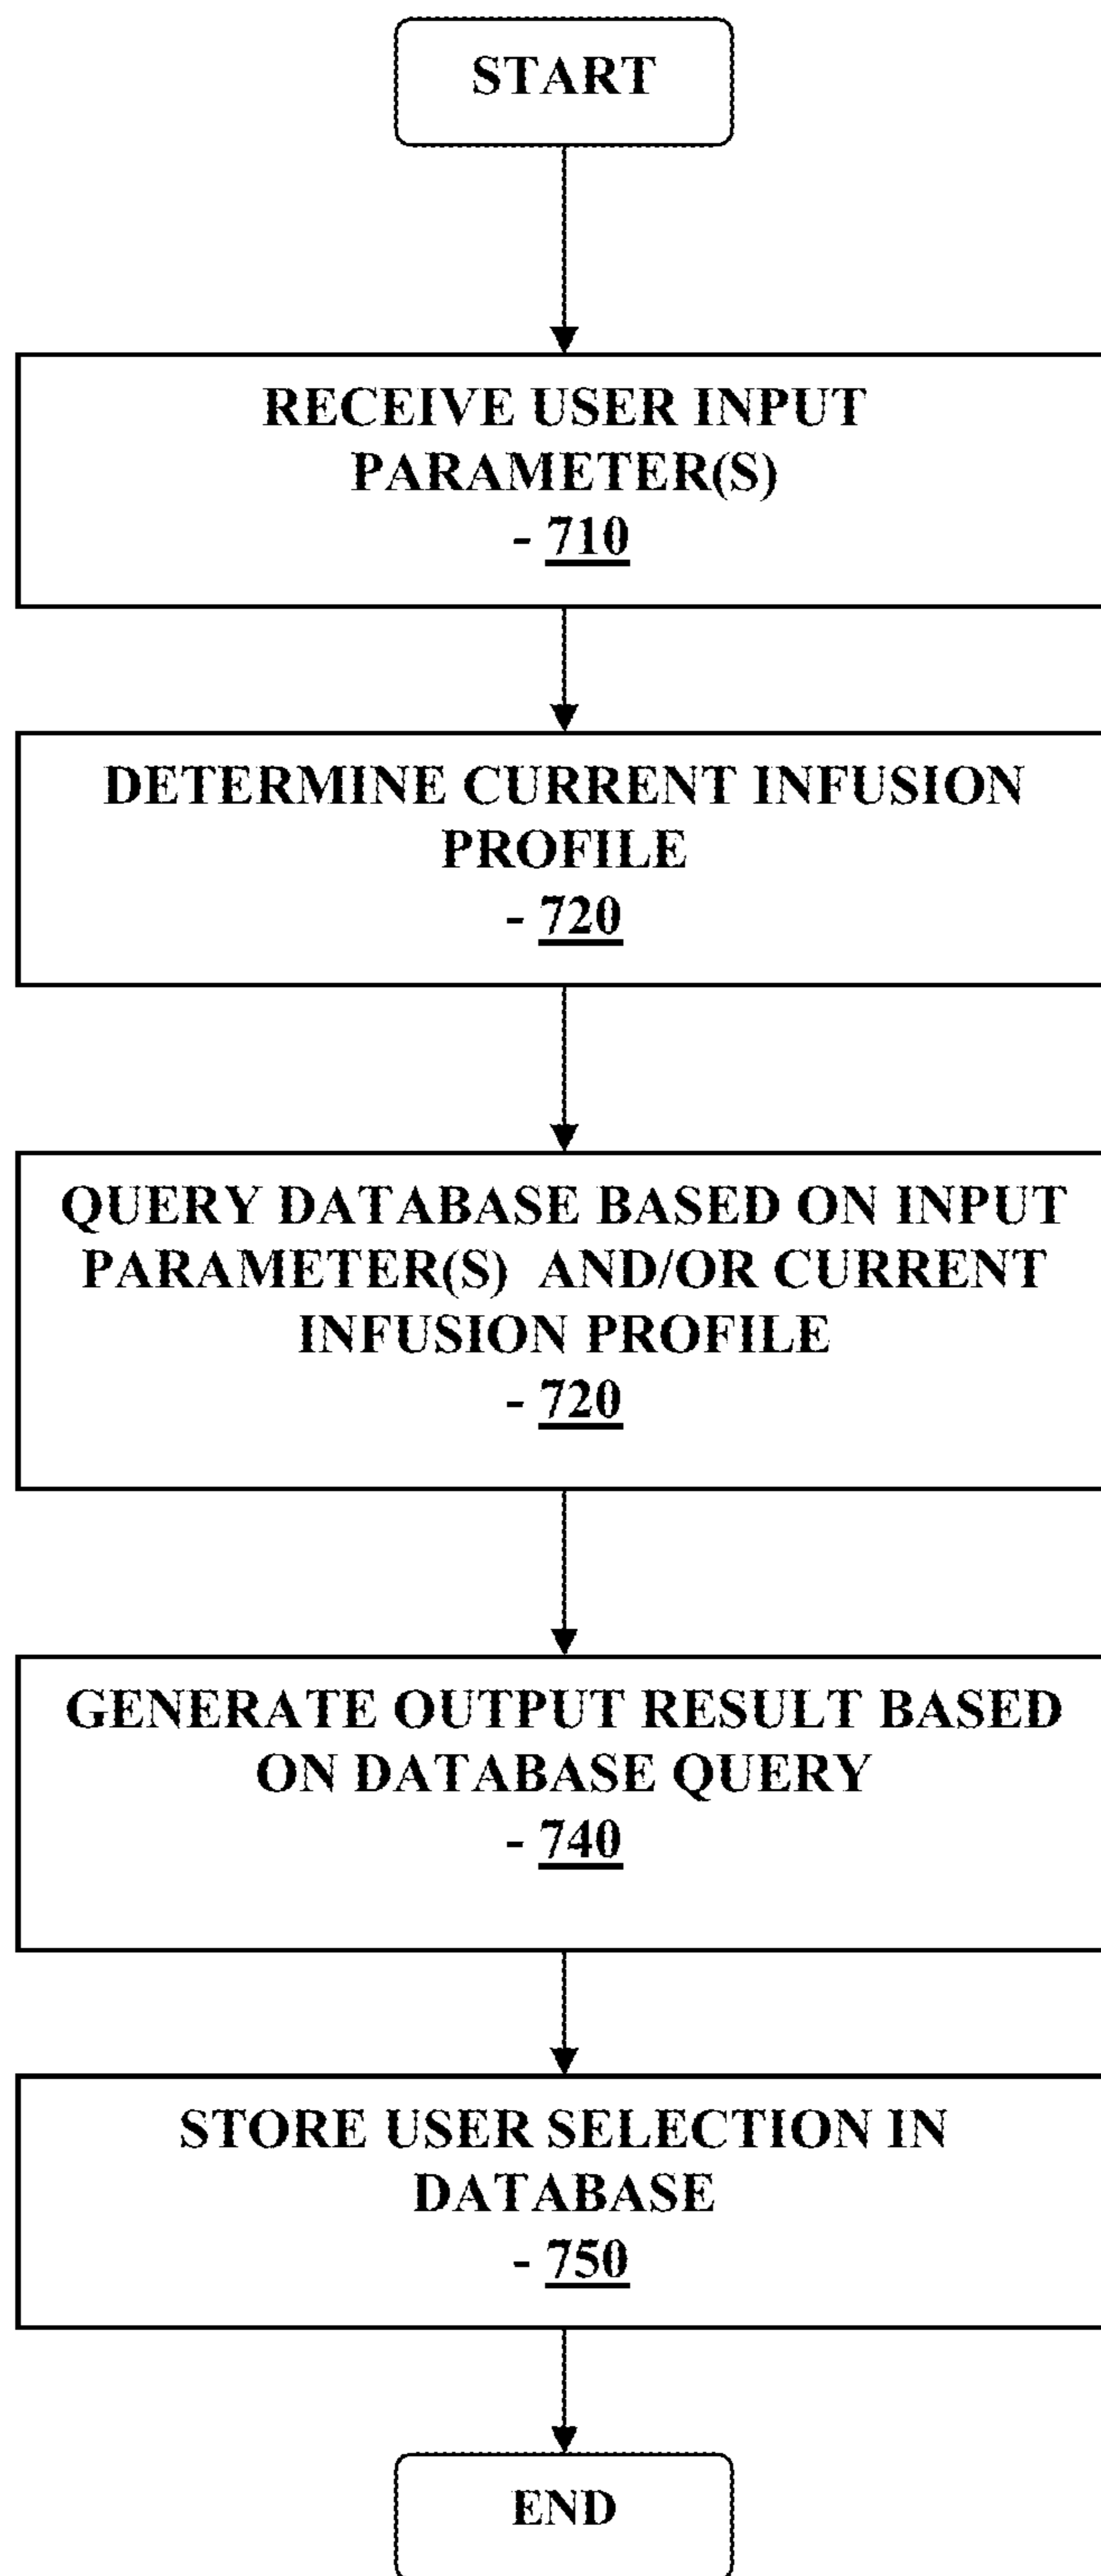 START
RECEIVE USER INPUT
PARAMETER(S)
- 710
DETERMINE CURRENT INFUSION
PROFILE
- 720
QUERY DATABASE BASED ON INPUT
PARAMETER(S) AND/OR CURRENT
INFUSION PROFILE
- 720
GENERATE OUTPUT RESULT BASED
ON DATABASE QUERY
- 740
STORE USER SELECTION IN
DATABASE
- 750
END